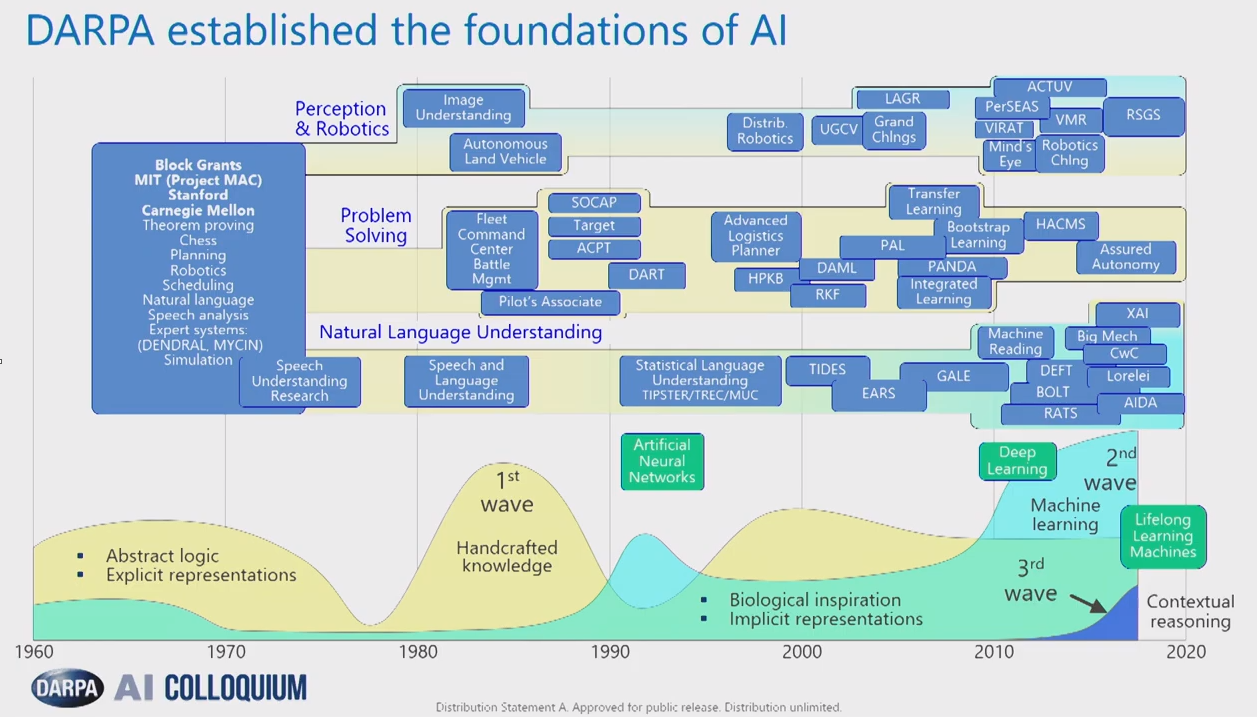 DARPA established the foundations of AI
Perception
& Robotics
Image
Understanding
Autonomous
Land Vehicle
Distrib.
Robotics
UGCV
LAGR
Grand
Chlngs
ACTUV
PerSEAS
VIRAT
VMR
RSGS
Mind's
Eye
Robotics
Chlng
Block Grants
MIT (Project MAC)
Stanford
Carnegie Mellon
Theorem proving
Chess
Planning
Robotics
Scheduling
Natural language
Speech analysis
Expert systems:
(DENDRAL, MYCIN)
Simulation
Problem
Solving
Fleet
Command
Center
Battle
Mgmt
SOCAP
Target
ACPT
DART
Pilot's Associate
Advanced
Logistics
Planner
HPKB
DAML
RKF
PAL
Transfer
Learning
Bootstrap
Learning
PANDA
Integrated
Learning
HACMS
Assured
Autonomy
Natural Language Understanding
Speech
Understanding
Research
Speech and
Language
Understanding
Statistical Language
Understanding
TIPSTER/TREC/MUC
TIDES
EARS
GALE
Machine
Reading
XAI
Big Mech
CwC
DEFT
Lorelei
BOLT
AIDA
RATS
Artificial
Neural
Networks
Deep
Learning
Lifelong
Learning
Machines
1st
wave
Handcrafted
knowledge
2nd
wave
Machine
learning
▪ Abstract logic
▪ Explicit representations
▪ Biological inspiration
▪ Implicit representations
3rd
wave
Contextual
reasoning
1960 1970 1980 1990 2000 2010 2020
DARPA AI COLLOQUIUM
Distribution Statement A. Approved for public release. Distribution unlimited.